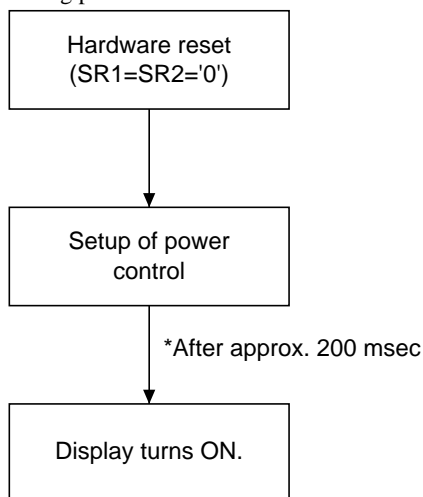 Hardware reset
(SR1=SR2='0')
Setup of power
control
*After approx. 200 msec
Display turns ON.